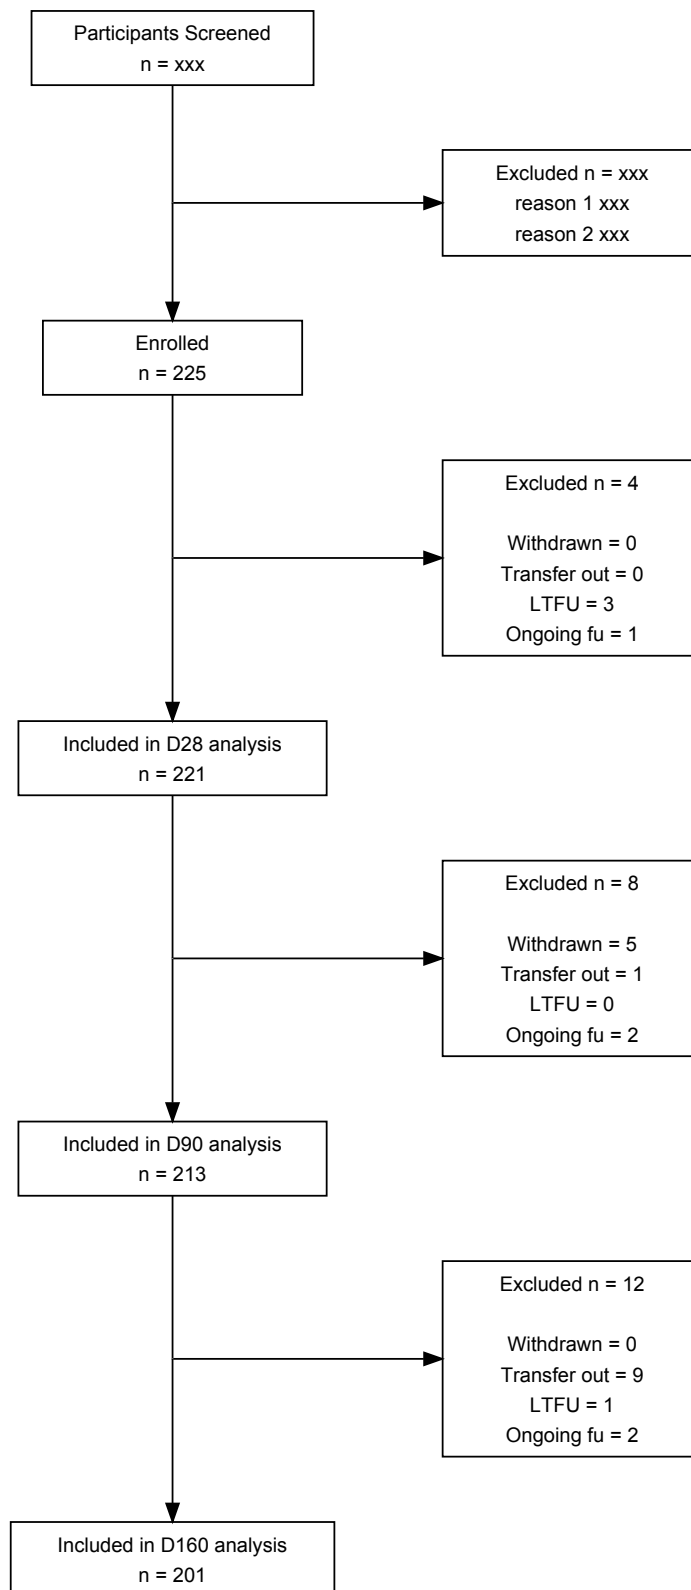 Participants Screened
n = xxx
Excluded n = xxx
reason 1 xxx
reason 2 xxx
Enrolled
n = 225
Excluded n = 4
Withdrawn = 0
Transfer out = 0
LTFU = 3
Ongoing fu = 1
Included in D28 analysis
n = 221
Excluded n = 8
Withdrawn = 5
Transfer out = 1
LTFU = 0
Ongoing fu = 2
Included in D90 analysis
n = 213
Excluded n = 12
Withdrawn = 0
Transfer out = 9
LTFU = 1
Ongoing fu = 2
Included in D160 analysis
n = 201